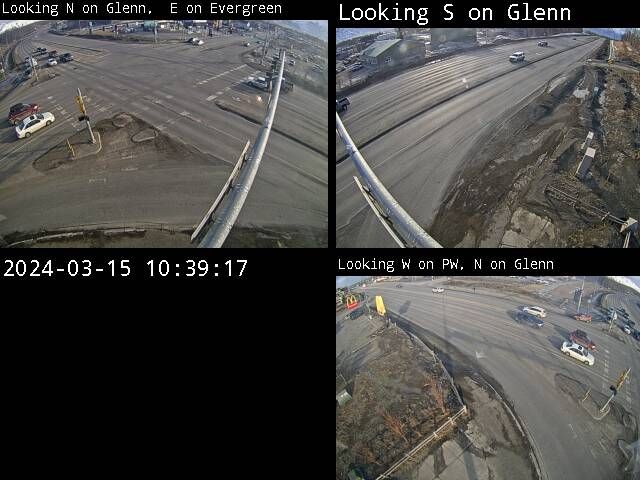 Looking N on Glenn,  E on Evergreen
Looking S on Glenn
2024-03-15 10:39:17
Looking W on PW, N on Glenn